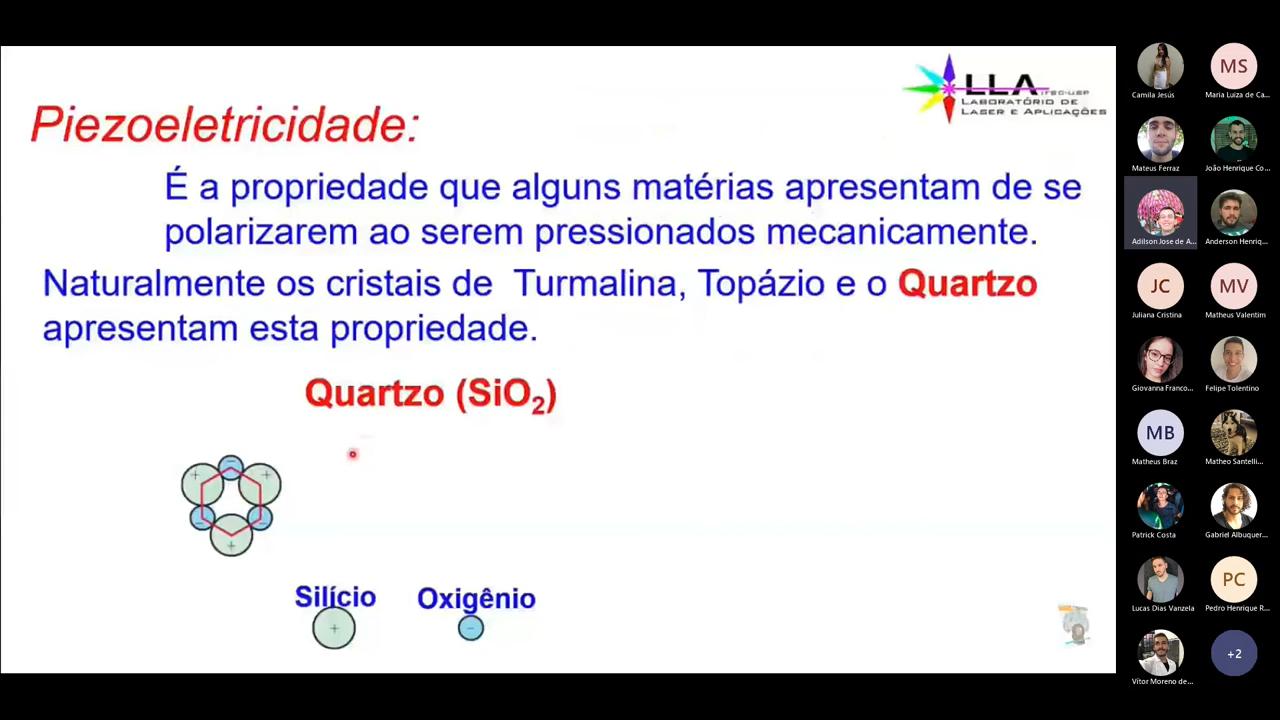 Piezoeletricidade:
LLA IFSC-USP
LABORATÓRIO DE
LASER E APLICAÇÕES
É a propriedade que alguns matérias apresentam de se
polarizarem ao serem pressionados mecanicamente.
Naturalmente os cristais de Turmalina, Topázio e o Quartzo
apresentam esta propriedade.
Quartzo (SiO₂)
+ − +
− −
+
Silício Oxigênio
+ −
Camila Jesús
MS
Maria Luiza de Ca...
Mateus Ferraz
João Henrique Co...
Adilson Jose de A...
Anderson Henriq...
JC
Juliana Cristina
MV
Matheus Valentim
Giovanna Franco...
Felipe Tolentino
MB
Matheus Braz
Matheo Santelli...
Patrick Costa
Gabriel Albuquer...
Lucas Dias Vanzela
PC
Pedro Henrique R...
Vítor Moreno de...
+2